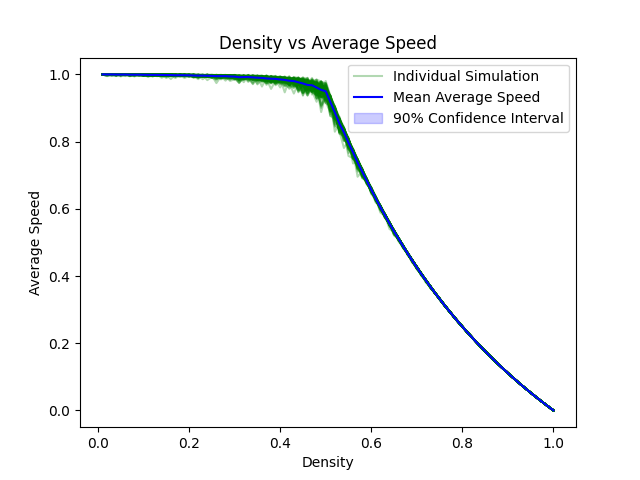 Density vs Average Speed
Individual Simulation
Mean Average Speed
90% Confidence Interval
Average Speed
1.0
0.8
0.6
0.4
0.2
0.0
0.0 0.2 0.4 0.6 0.8 1.0
Density